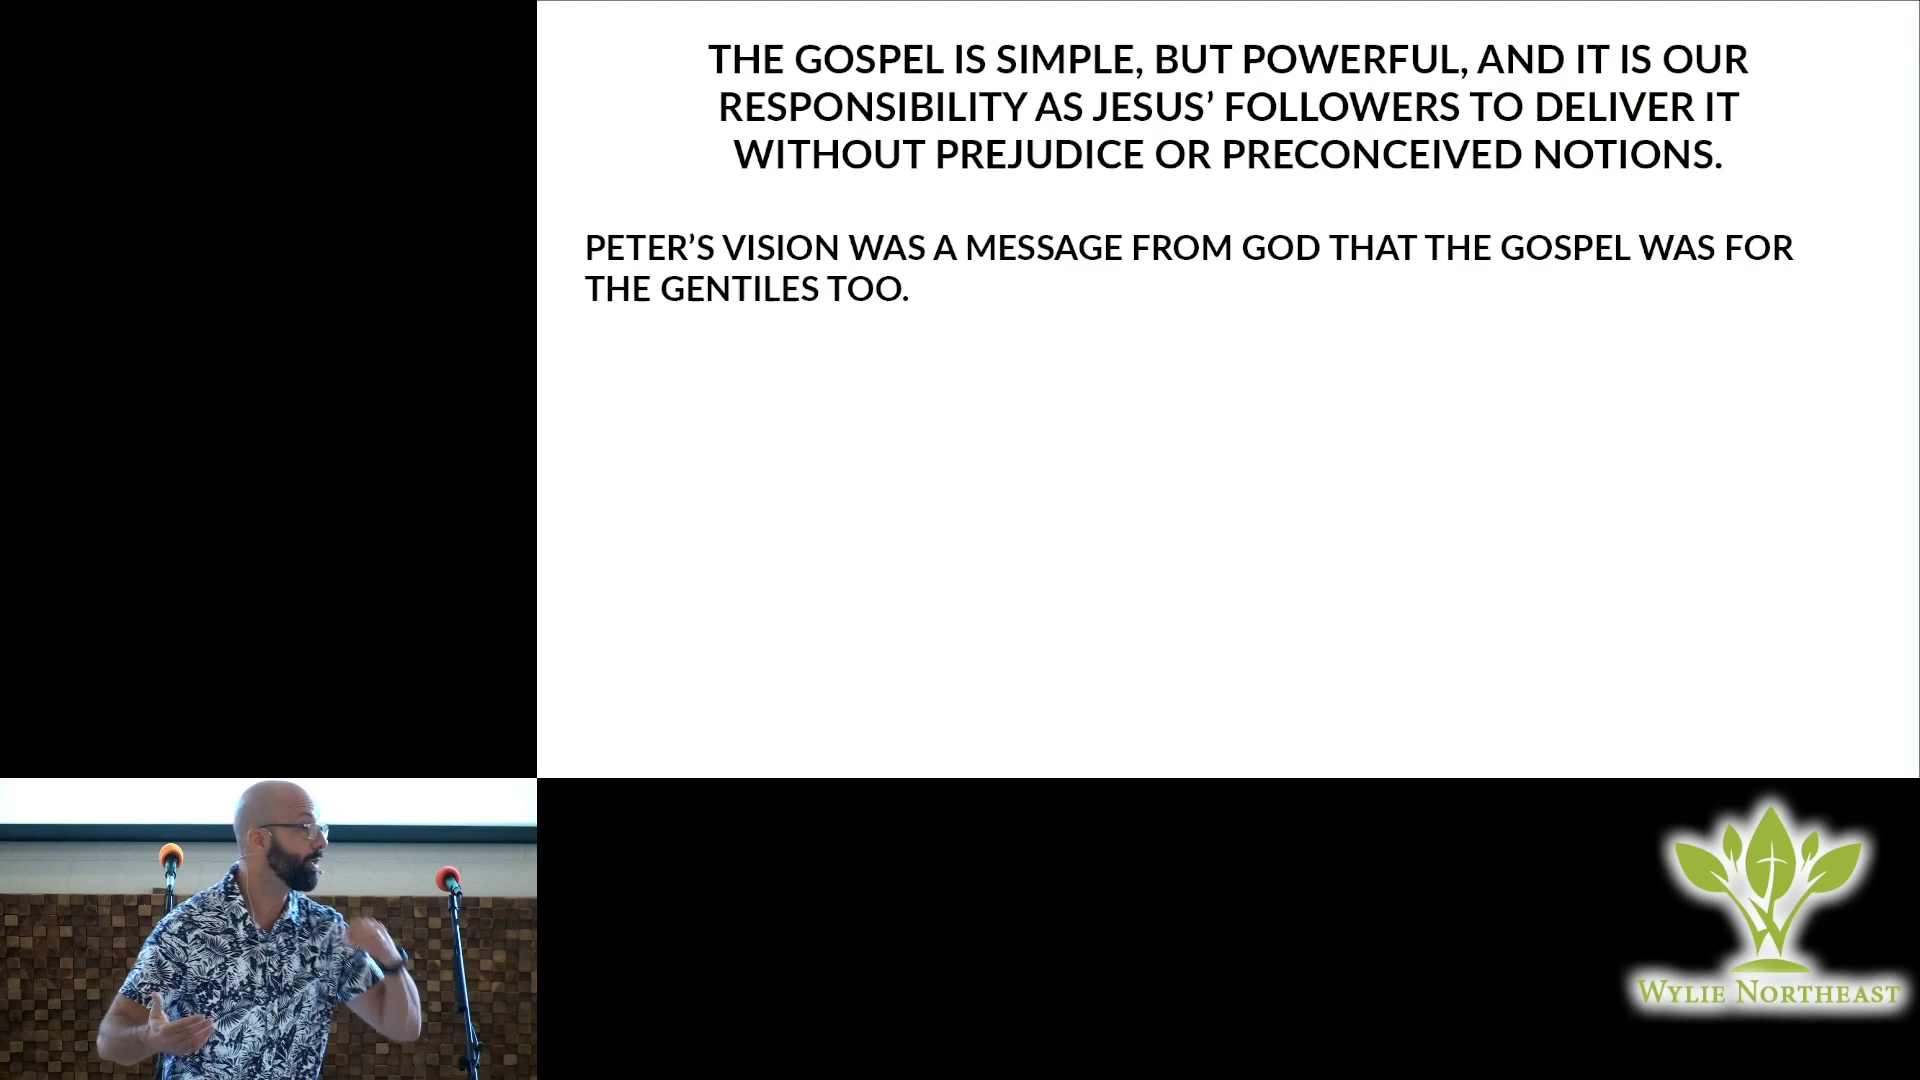 THE GOSPEL IS SIMPLE, BUT POWERFUL, AND IT IS OUR
RESPONSIBILITY AS JESUS’ FOLLOWERS TO DELIVER IT
WITHOUT PREJUDICE OR PRECONCEIVED NOTIONS.
PETER’S VISION WAS A MESSAGE FROM GOD THAT THE GOSPEL WAS FOR
THE GENTILES TOO.
WYLIE NORTHEAST